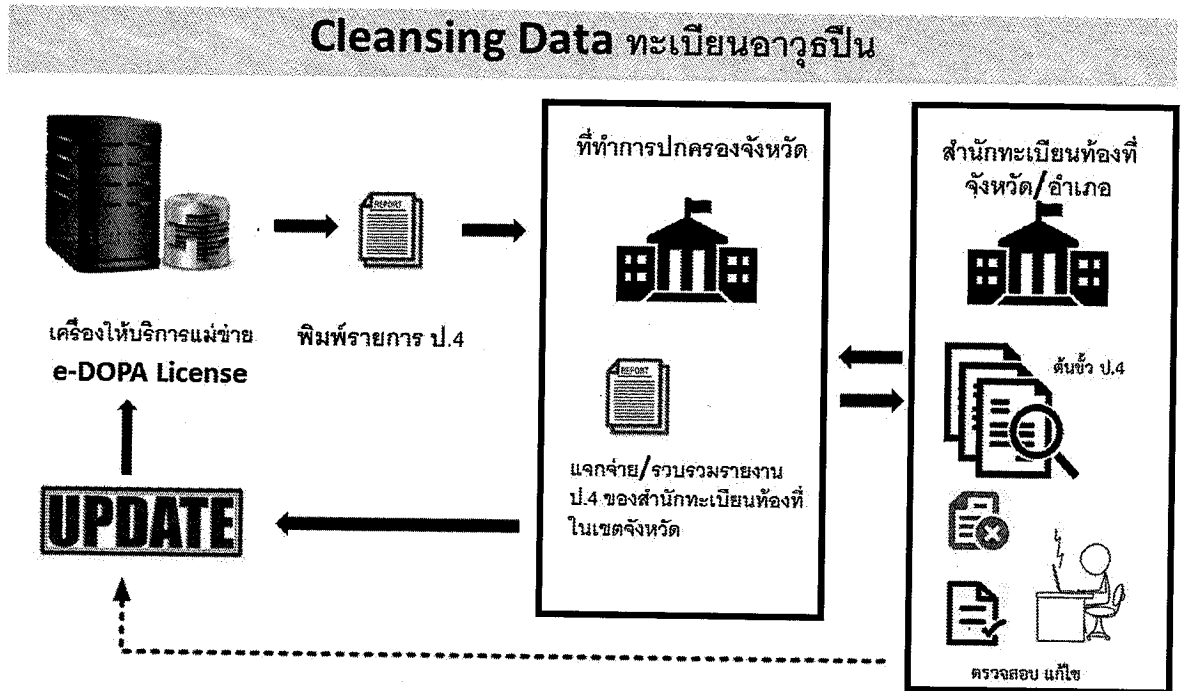 Cleansing Data ทะเบียนอาวุธปืน
เครื่องให้บริการแม่ข่าย
e-DOPA License
REPORT
พิมพ์รายการ ป.4
ที่ทำการปกครองจังหวัด
REPORT
แจกจ่าย/รวบรวมรายงาน
ป.4 ของสำนักทะเบียนท้องที่
ในเขตจังหวัด
สำนักทะเบียนท้องที่
จังหวัด/อำเภอ
ต้นขั้ว ป.4
ตรวจสอบ แก้ไข
UPDATE